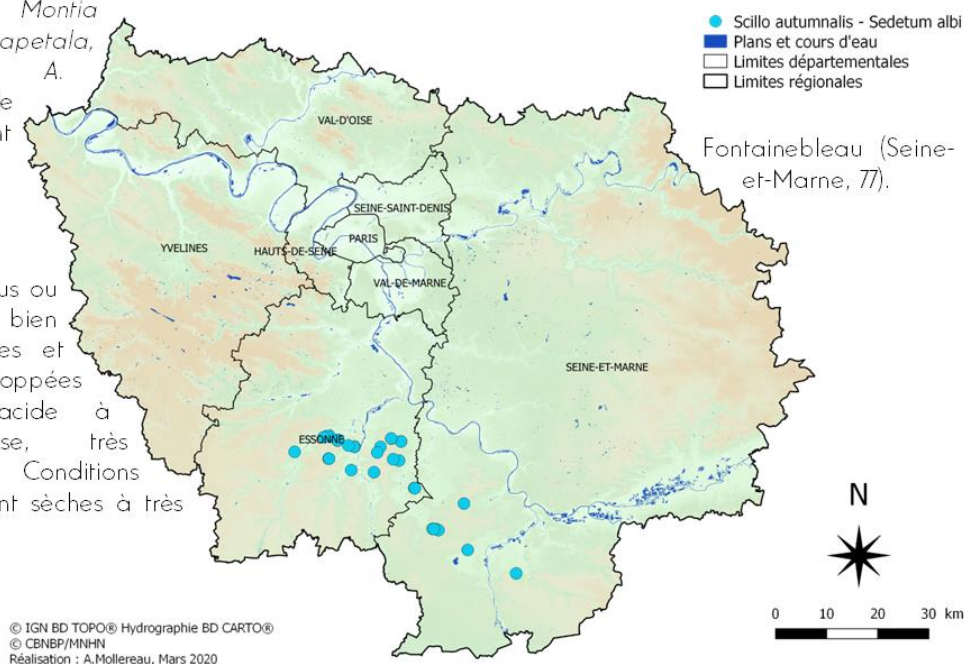 Montia
apetala,
A.
e
nt
us ou
bien
es et
oppées
acide à
se, très
Conditions
nt sèches à très
Scillo autumnalis - Sedetum albi
Plans et cours d'eau
Limites départementales
Limites régionales
Fontainebleau (Seine-
et-Marne, 77).
VAL-D'OISE
SEINE-SAINT-DENIS
PARIS
YVELINES
HAUTS-DE-SEINE
VAL-DE-MARNE
SEINE-ET-MARNE
ESSONNE
N
0 10 20 30 km
© IGN BD TOPO® Hydrographie BD CARTO®
© CBNBP/MNHN
Réalisation : A.Mollereau, Mars 2020